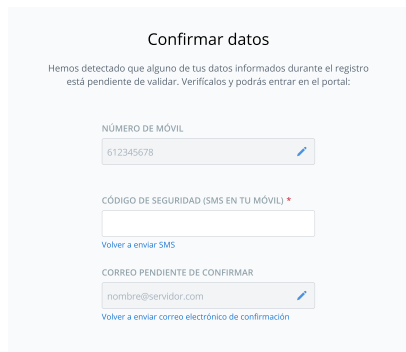 Confirmar datos
Hemos detectado que alguno de tus datos informados durante el registro
está pendiente de validar. Verifícalos y podrás entrar en el portal:
NÚMERO DE MÓVIL
612345678
CÓDIGO DE SEGURIDAD (SMS EN TU MÓVIL) *
Volver a enviar SMS
CORREO PENDIENTE DE CONFIRMAR
nombre@servidor.com
Volver a enviar correo electrónico de confirmación